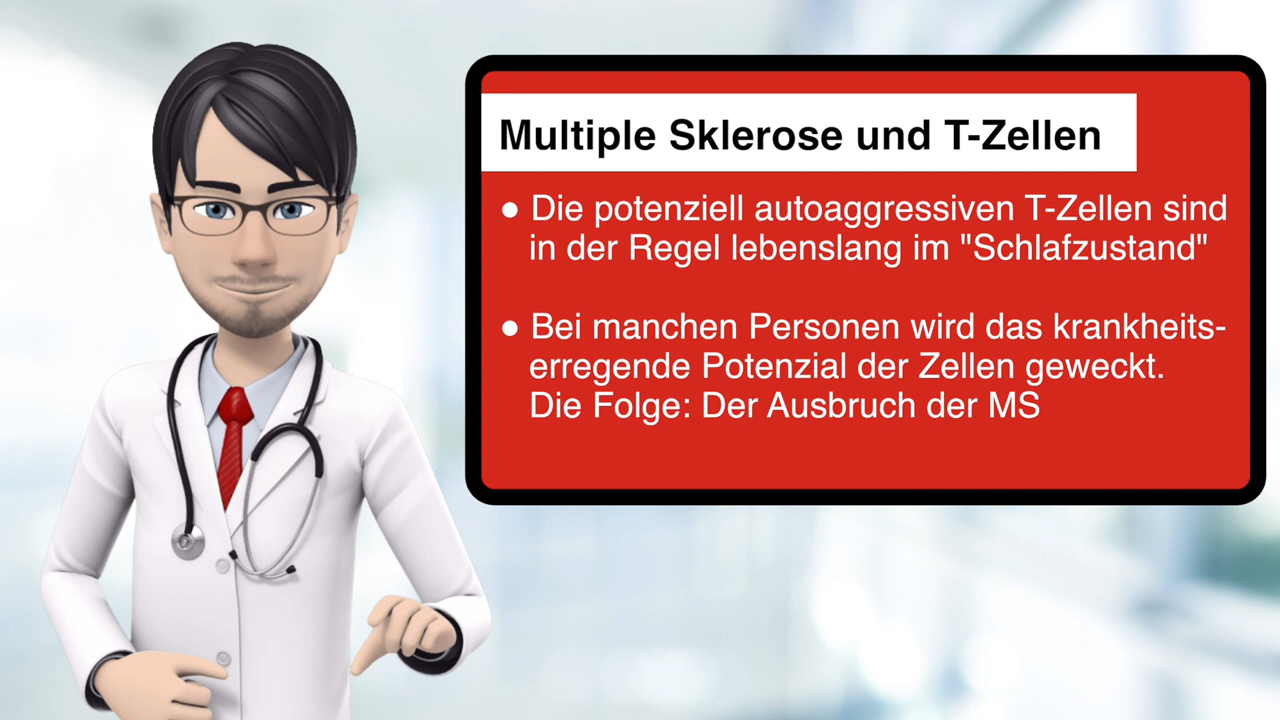 Multiple Sklerose und T-Zellen
● Die potenziell autoaggressiven T-Zellen sind
in der Regel lebenslang im "Schlafzustand"
● Bei manchen Personen wird das krankheits-
erregende Potenzial der Zellen geweckt.
Die Folge: Der Ausbruch der MS